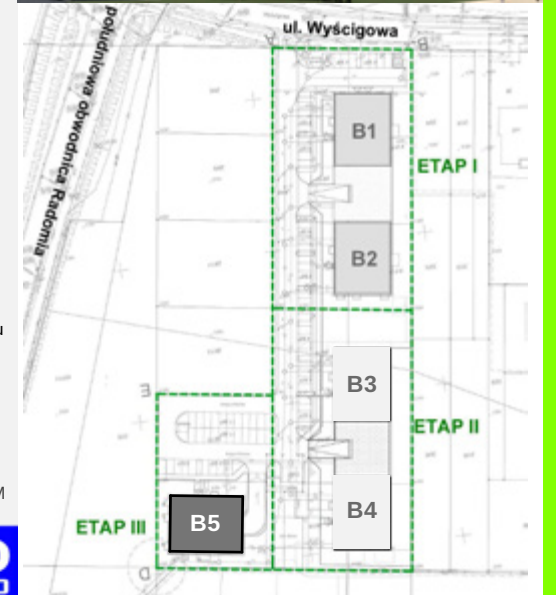 ul. Wyścigowa
A
B
południowa obwodnica Radomia
B1
ETAP I
B2
B3
E
ETAP II
B4
B5
ETAP III
D
u
M